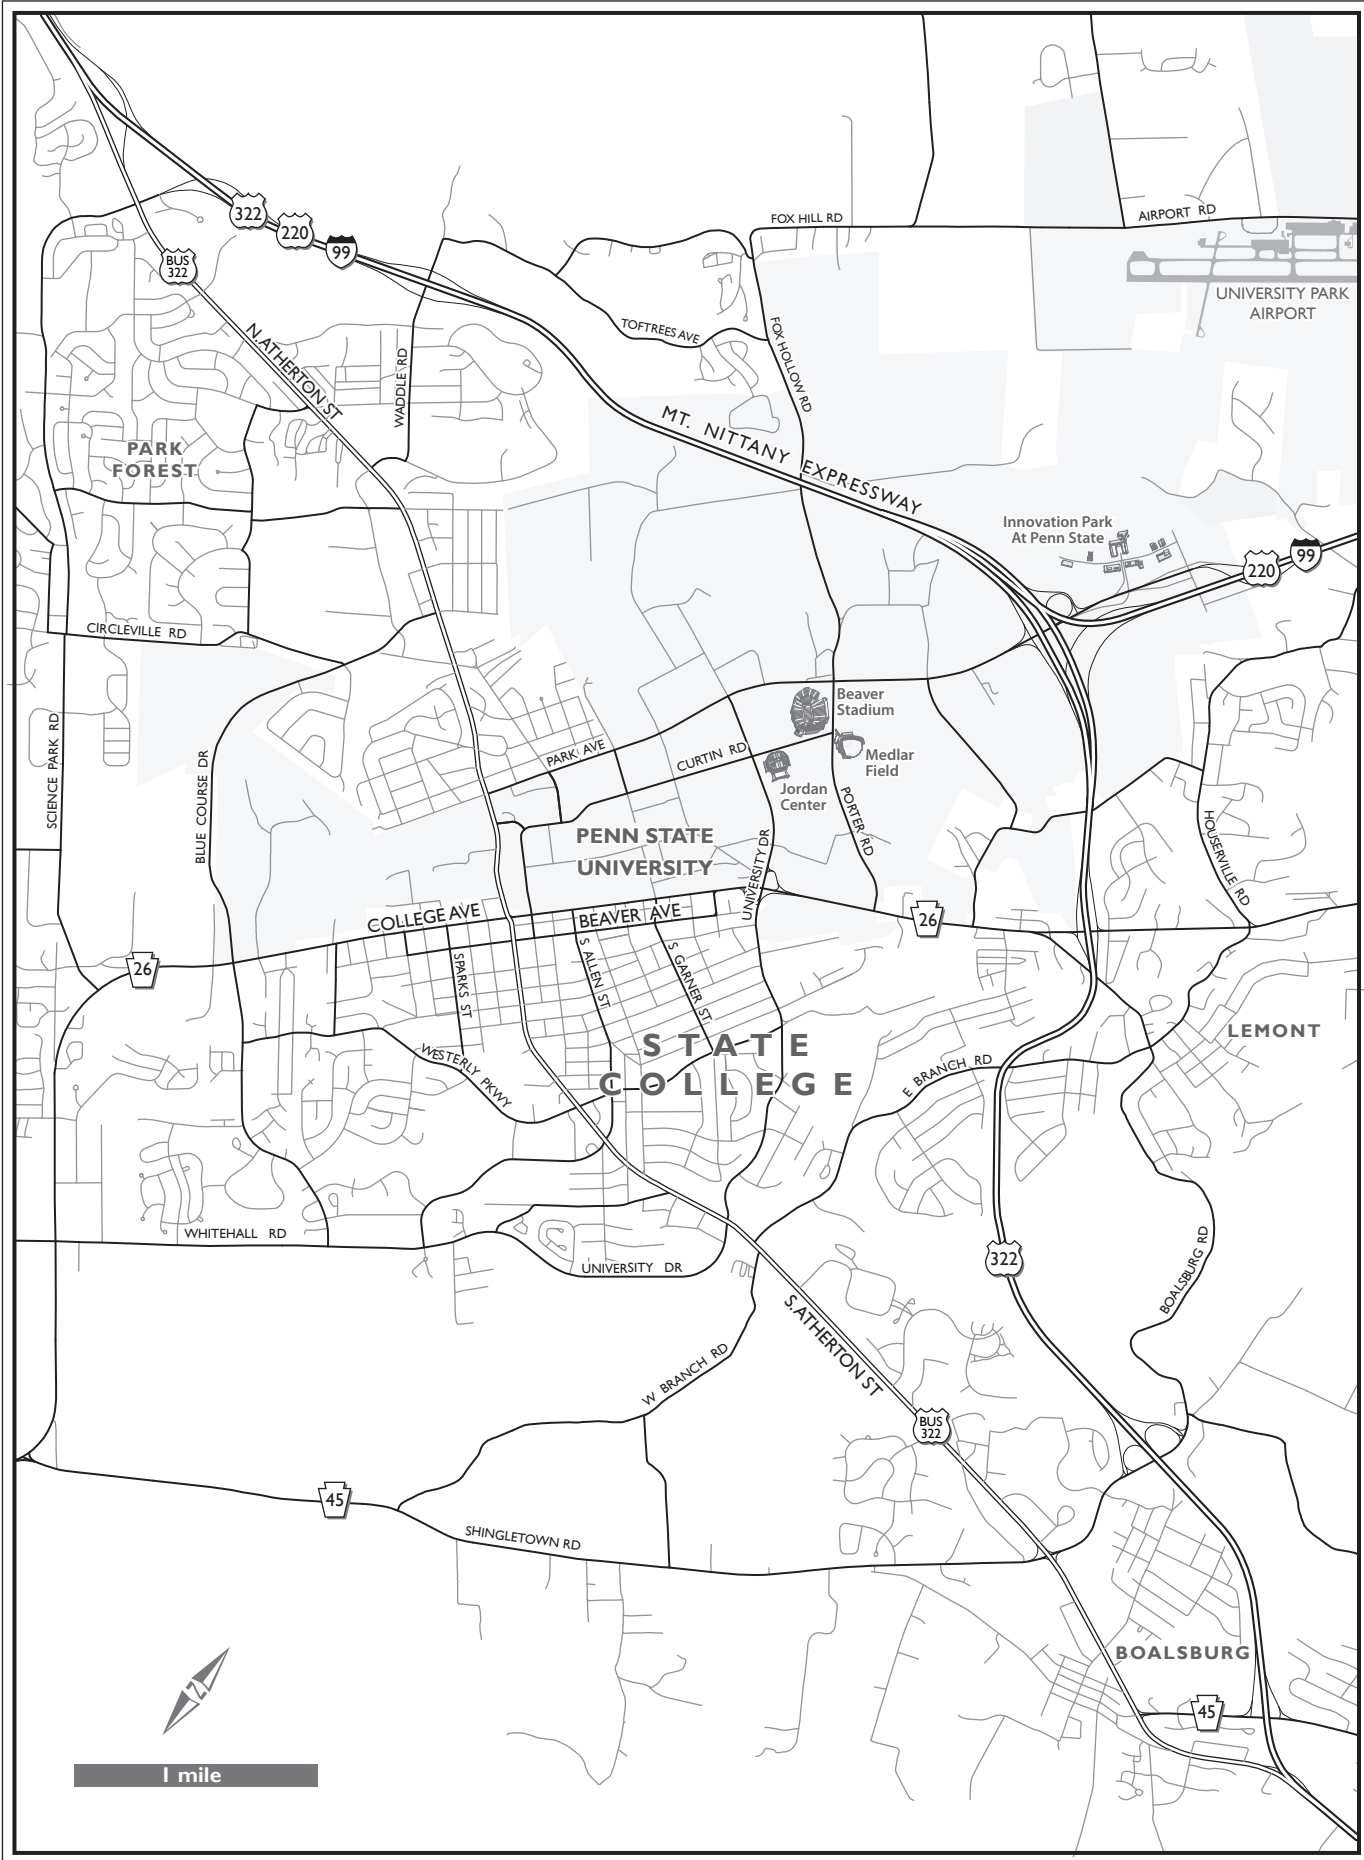 FOX HILL RD
AIRPORT RD
322
220
99
BUS
322
UNIVERSITY PARK
AIRPORT
N. ATHERTON ST
WADDLE RD
TOFTREES AVE
FOX HOLLOW RD
MT. NITTANY EXPRESSWAY
PARK
FOREST
Innovation Park
At Penn State
220
99
CIRCLEVILLE RD
SCIENCE PARK RD
BLUE COURSE DR
PARK AVE
CURTIN RD
Beaver
Stadium
Medlar
Field
Jordan
Center
PORTER RD
HOUSERVILLE RD
PENN STATE
UNIVERSITY
UNIVERSITY DR
COLLEGE AVE
BEAVER AVE
26
26
SPARKS ST
S ALLEN ST
S GARNER ST
LEMONT
STATE
COLLEGE
WESTERLY PKWY
E BRANCH RD
WHITEHALL RD
UNIVERSITY DR
322
BOALSBURG RD
S. ATHERTON ST
W BRANCH RD
BUS
322
45
SHINGLETOWN RD
BOALSBURG
45
N
1 mile